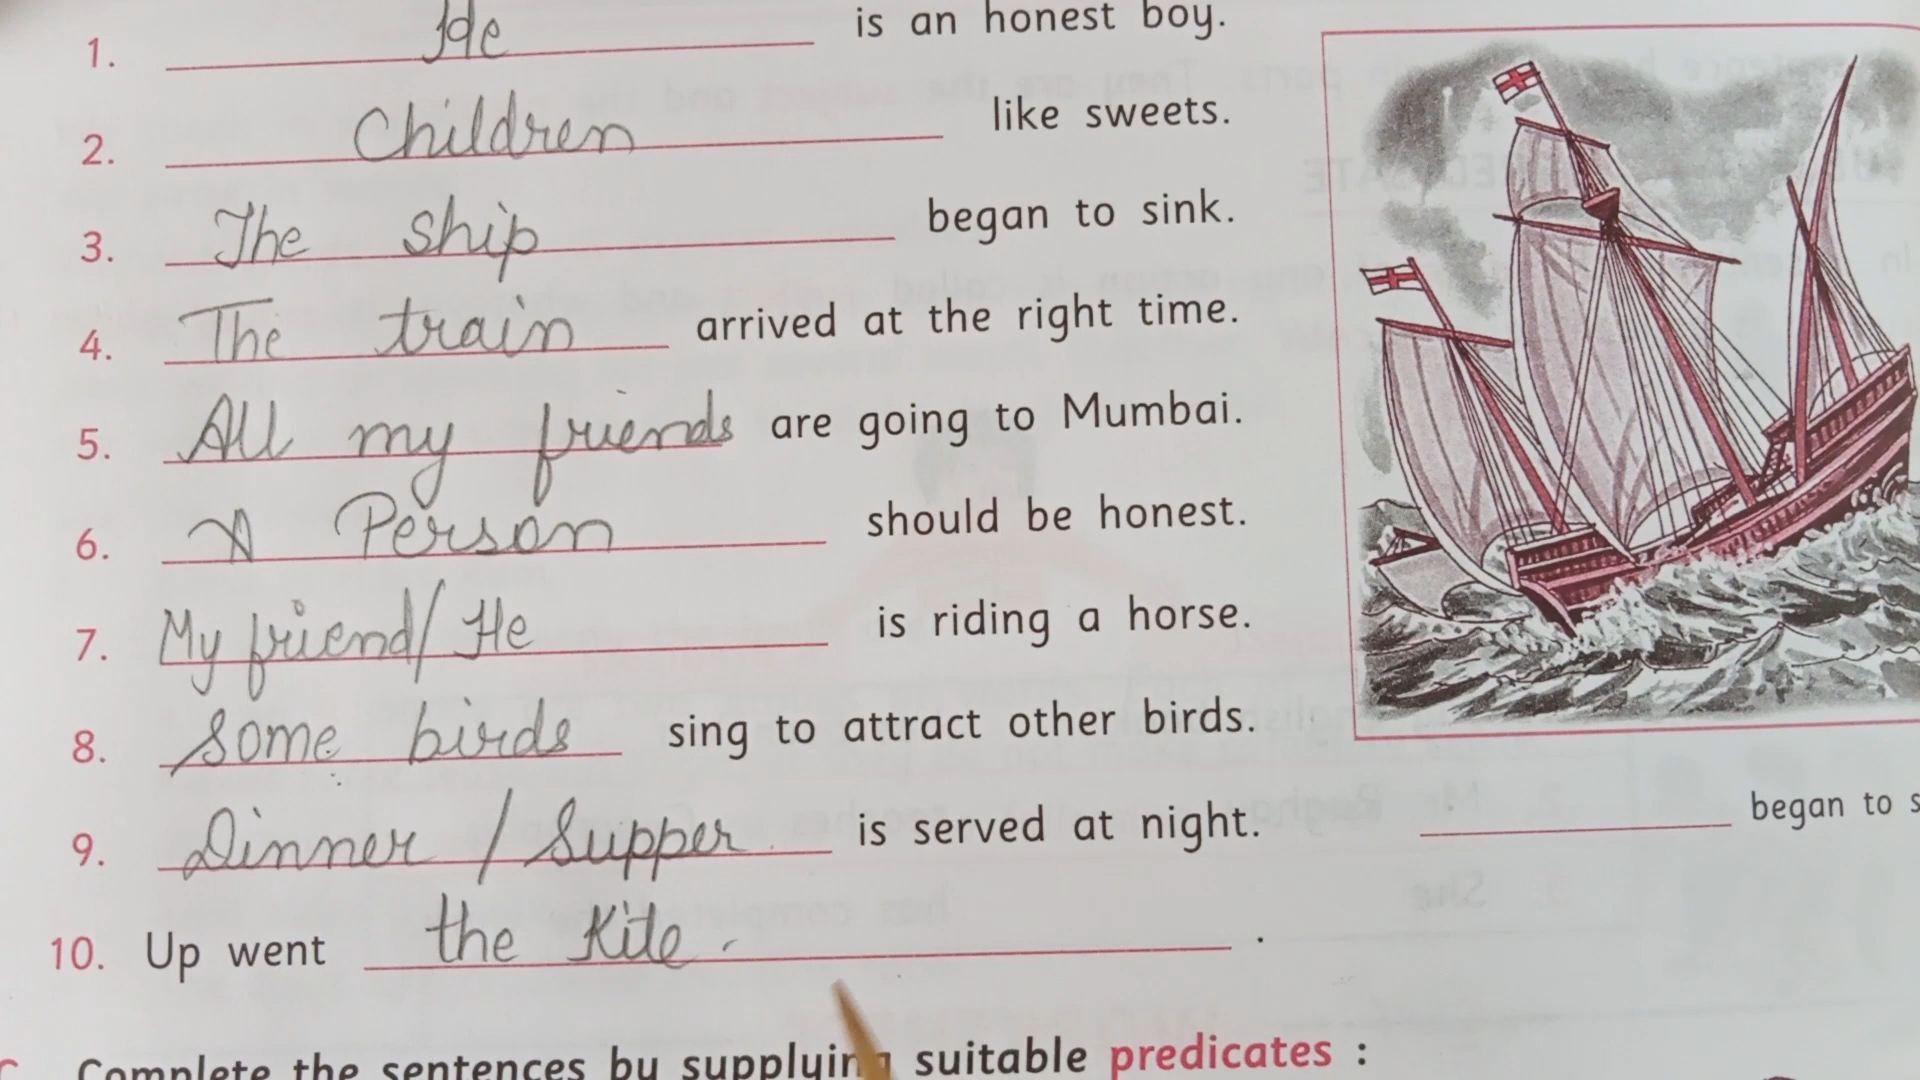 1. He is an honest boy.
2. Children like sweets.
3. The ship began to sink.
4. The train arrived at the right time.
5. All my friends are going to Mumbai.
6. A Person should be honest.
7. My friend/ He is riding a horse.
8. Some birds sing to attract other birds.
9. Dinner / Supper is served at night.
began to s
10. Up went the Kite .
Complete the sentences by supplying suitable predicates :